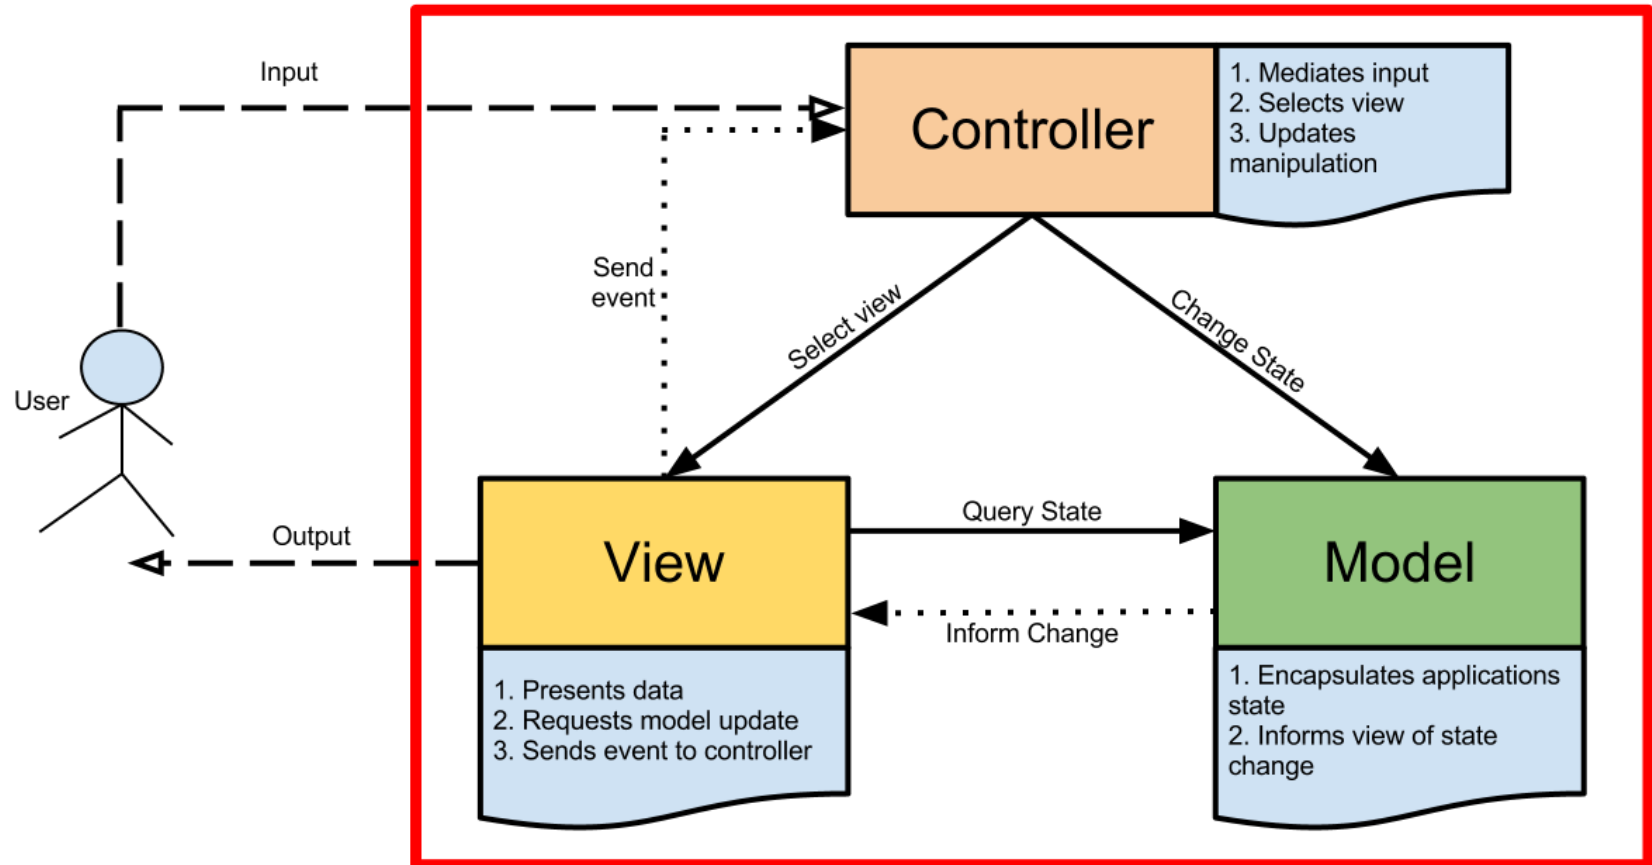 Input
Controller
1. Mediates input
2. Selects view
3. Updates
manipulation
Send
event
Select view
Change State
User
Output
View
Query State
Model
Inform Change
1. Presents data
2. Requests model update
3. Sends event to controller
1. Encapsulates applications
state
2. Informs view of state
change